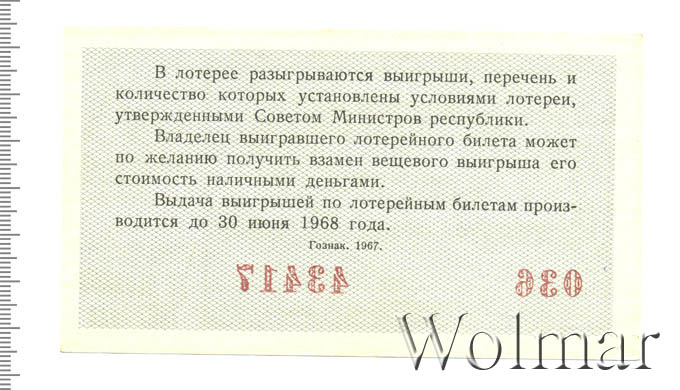 В лотерее разыгрываются выигрыши, перечень и
количество которых установлены условиями лотереи,
утвержденными Советом Министров республики.
Владелец выигравшего лотерейного билета может
по желанию получить взамен вещевого выигрыша его
стоимость наличными деньгами.
Выдача выигрышей по лотерейным билетам произ-
водится до 30 июня 1968 года.
Гознак. 1967.
43417 036
Wolmar